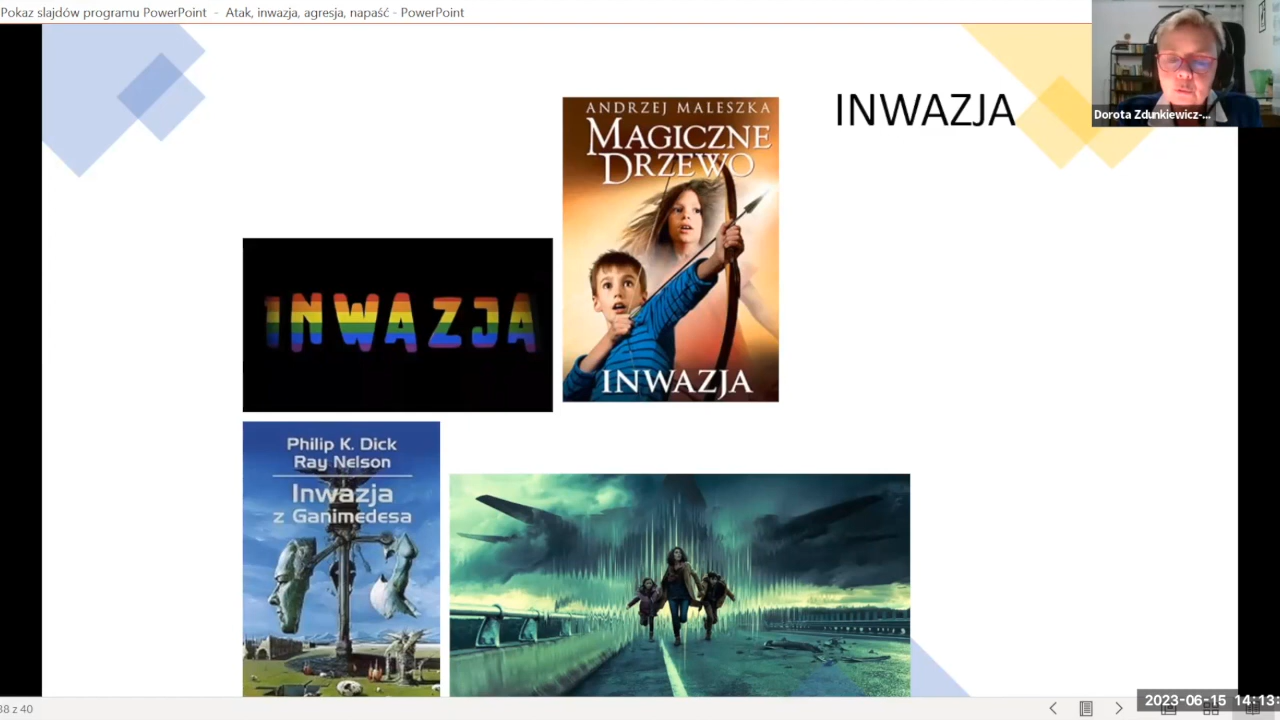 Pokaz slajdów programu PowerPoint - Atak, inwazja, agresja, napaść - PowerPoint
INWAZJA
Dorota Zdunkiewicz-...
ANDRZEJ MALESZKA
MAGICZNE
DRZEWO
INWAZJA
INWAZJA
Philip K. Dick
Ray Nelson
Inwazja
z Ganimedesa
38 z 40
2023-06-15 14:13: